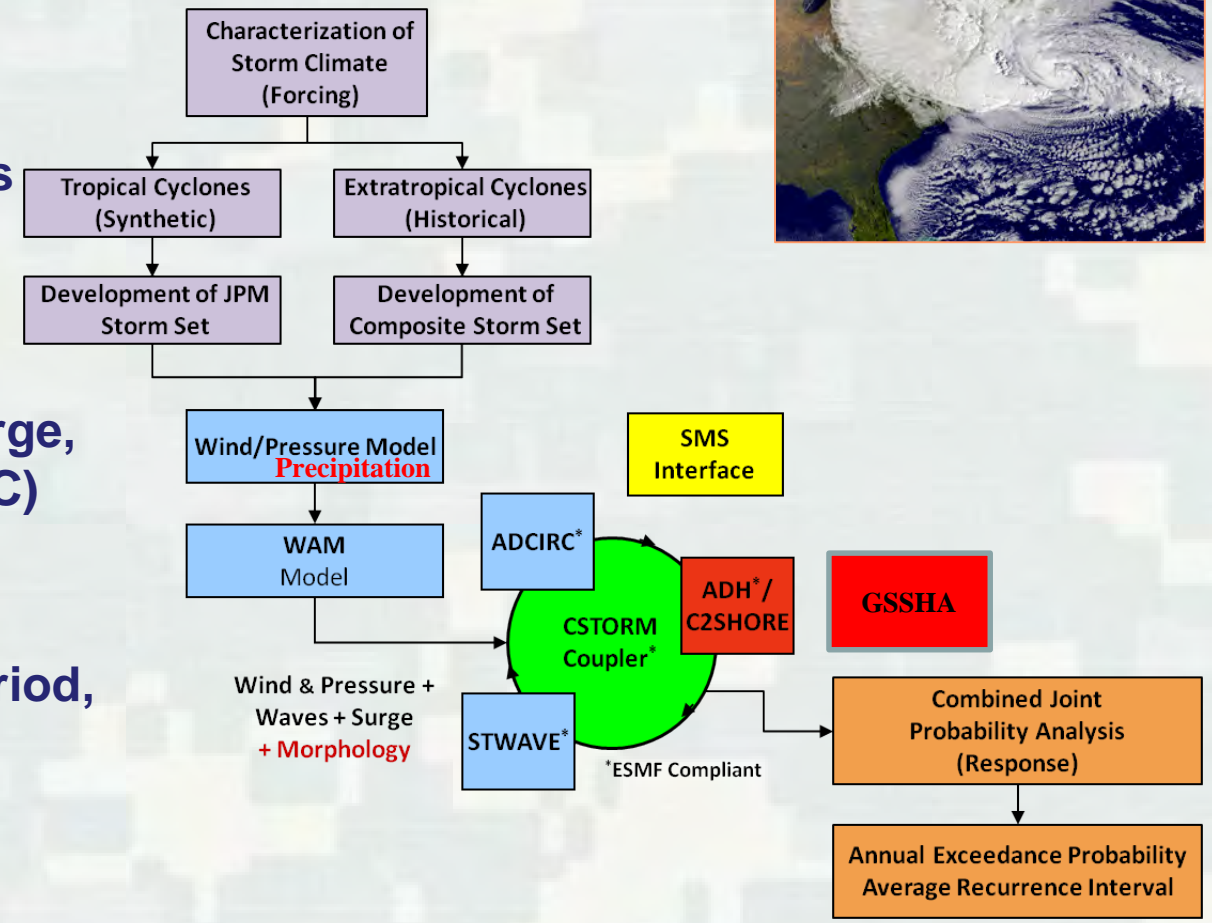 Characterization of
Storm Climate
(Forcing)
s
Tropical Cyclones
(Synthetic)
Extratropical Cyclones
(Historical)
Development of JPM
Storm Set
Development of
Composite Storm Set
rge,
C)
Wind/Pressure Model
Precipitation
SMS
Interface
WAM
Model
ADCIRC*
ADH*/
C2SHORE
GSSHA
CSTORM
Coupler*
riod,
Wind & Pressure +
Waves + Surge
+ Morphology
STWAVE*
*ESMF Compliant
Combined Joint
Probability Analysis
(Response)
Annual Exceedance Probability
Average Recurrence Interval